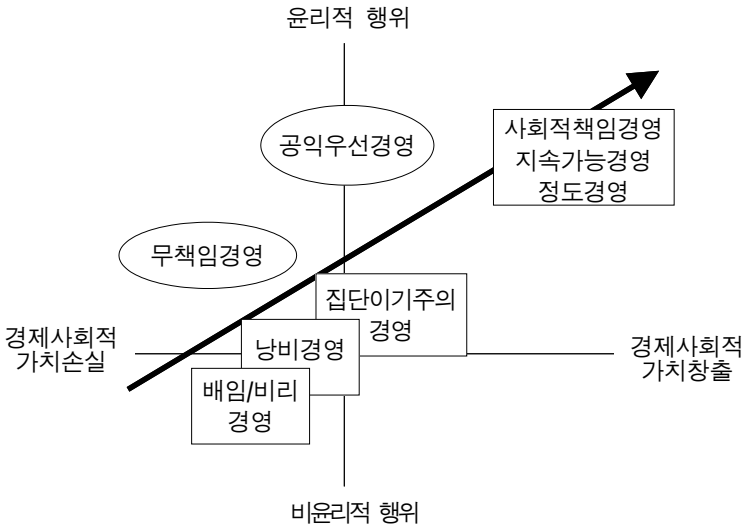 윤리적 행위
사회적책임경영
지속가능경영
정도경영
공익우선경영
무책임경영
집단이기주의
경영
경제사회적
가치손실
낭비경영
경제사회적
가치창출
배임/비리
경영
비윤리적 행위